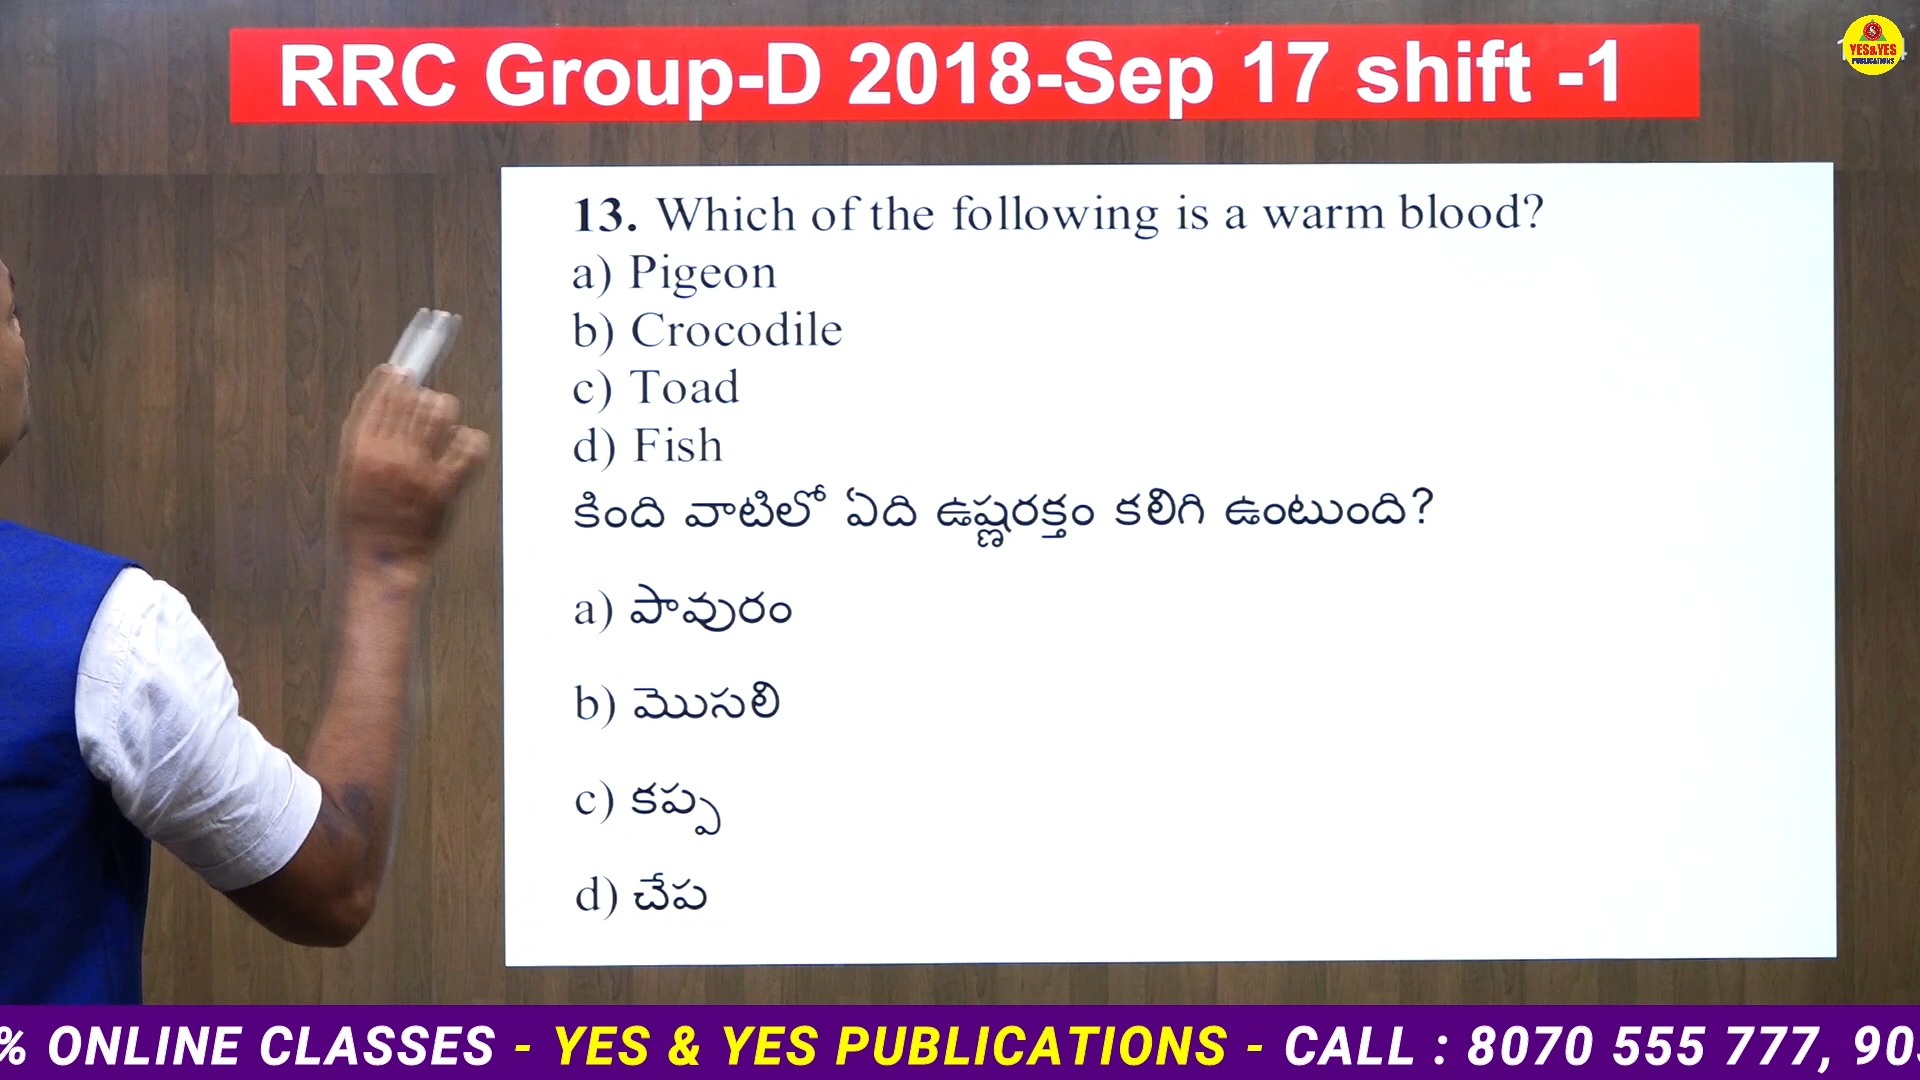 RRC Group-D 2018-Sep 17 shift -1
YES&YES
PUBLICATIONS
13. Which of the following is a warm blood?
a) Pigeon
b) Crocodile
c) Toad
d) Fish
కింది వాటిలో ఏది ఉష్ణరక్తం కలిగి ఉంటుంది?
a) పావురం
b) మొసలి
c) కప్ప
d) చేప
% ONLINE CLASSES - YES & YES PUBLICATIONS - CALL : 8070 555 777, 90